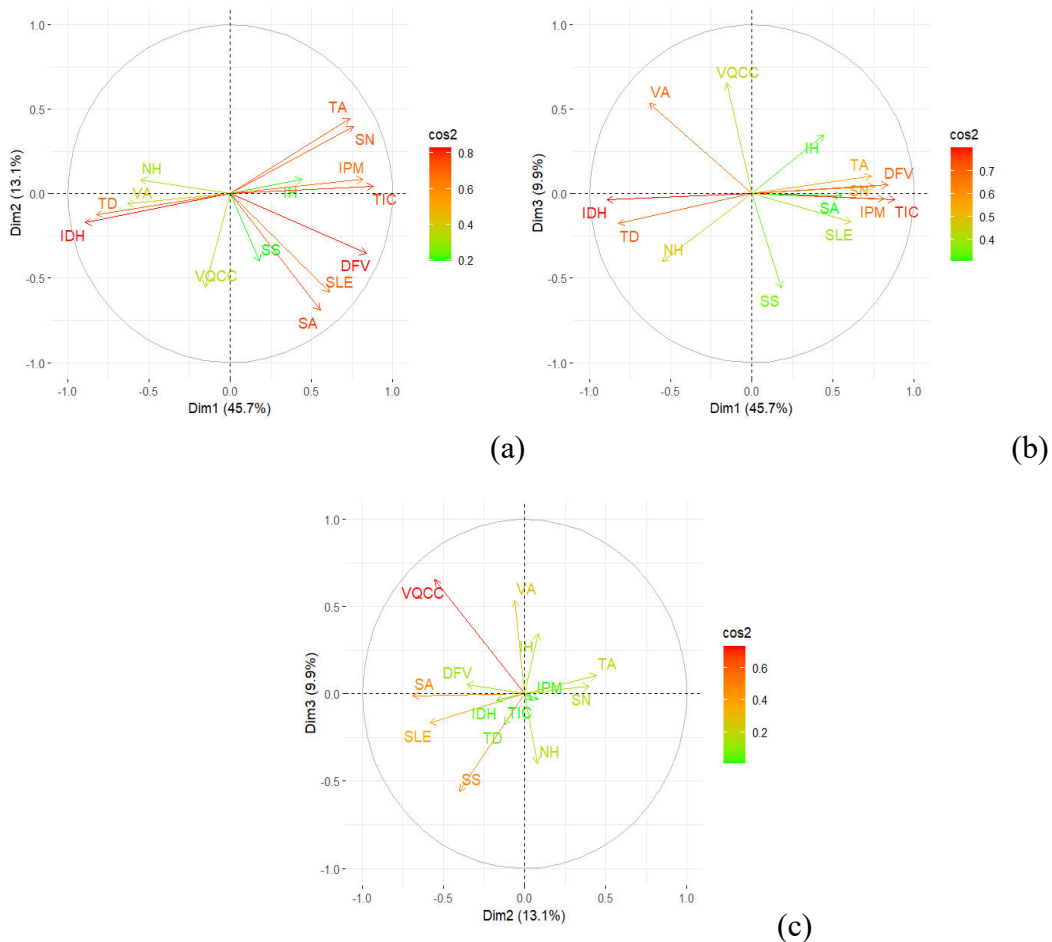 1.0
0.5
0.0
-0.5
-1.0
Dim2 (13.1%)
TA
SN
IPM
NH
IH
VA
TIC
TD
IDH
SS
DFV
VQCC
SLE
SA
-1.0 -0.5 0.0 0.5 1.0
Dim1 (45.7%)
cos2
0.8
0.6
0.4
0.2
(a)
1.0
0.5
0.0
-0.5
-1.0
Dim3 (9.9%)
VQCC
VA
IH
TA
DFV
SN
IDH
SA
IPM
TIC
TD
SLE
NH
SS
-1.0 -0.5 0.0 0.5 1.0
Dim1 (45.7%)
cos2
0.7
0.6
0.5
0.4
(b)
1.0
0.5
0.0
-0.5
-1.0
Dim3 (9.9%)
VQCC
VA
IH
TA
DFV
IPM
SA
SN
IDH
TIC
SLE
TD
NH
SS
-1.0 -0.5 0.0 0.5 1.0
Dim2 (13.1%)
cos2
0.6
0.4
0.2
(c)